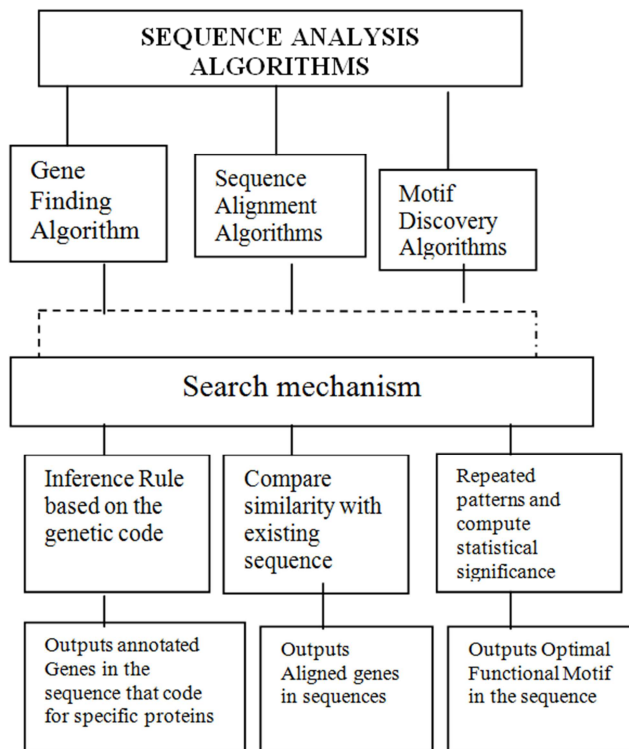 SEQUENCE ANALYSIS
ALGORITHMS
Gene
Finding
Algorithm
Sequence
Alignment
Algorithms
Motif
Discovery
Algorithms
Search mechanism
Inference Rule
based on the
genetic code
Compare
similarity with
existing
sequence
Repeated
patterns and
compute
statistical
significance
Outputs annotated
Genes in the
sequence that code
for specific proteins
Outputs
Aligned genes
in sequences
Outputs Optimal
Functional Motif
in the sequence